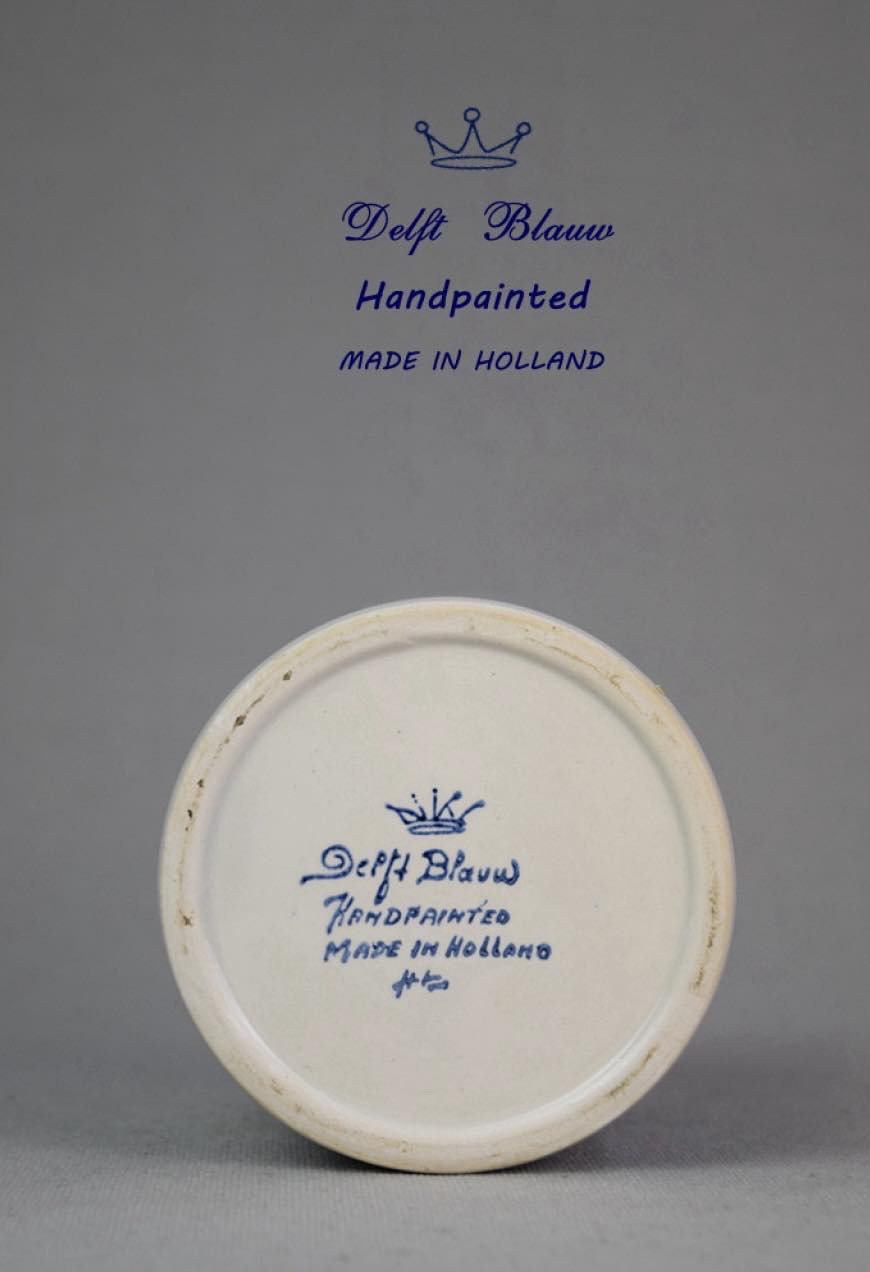 Delft Blauw
Handpainted
MADE IN HOLLAND
Delft Blauw
HANDPAINTED
MADE IN HOLLAND